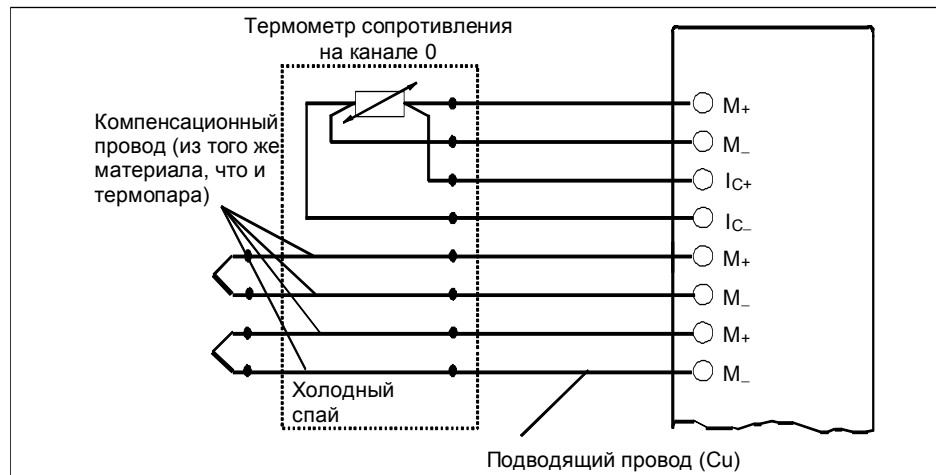 Термометр сопротивления
на канале 0
Компенсационный
провод (из того же
материала, что и
термопара)
M+
M–
IC+
IC–
M+
M–
M+
M–
Холодный
спай
Подводящий провод (Cu)